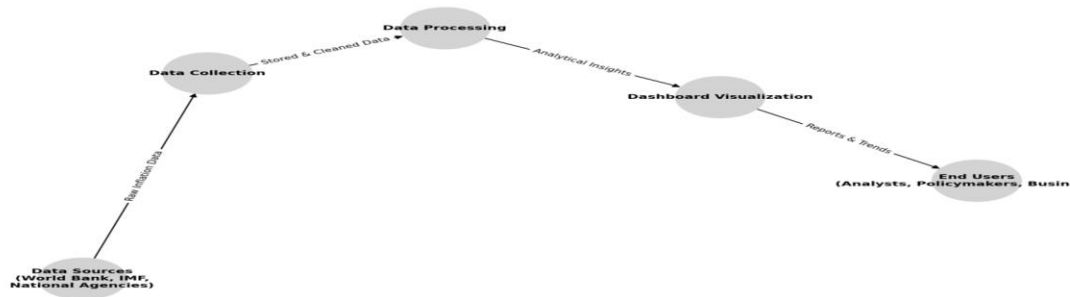 Data Processing
Stored & Cleaned Data
Analytical Insights
Data Collection
Dashboard Visualization
Reports & Trends
Raw Inflation Data
End Users
(Analysts, Policymakers, Busin
Data Sources
(World Bank, IMF,
National Agencies)